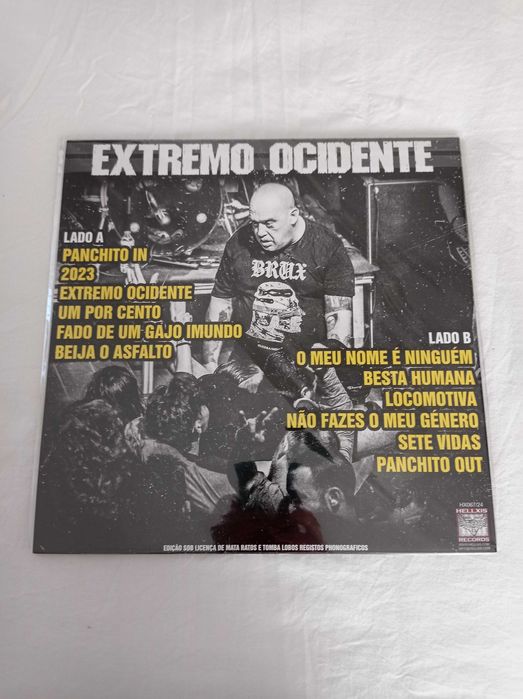 EXTREMO OCIDENTE
LADO A
PANCHITO IN
2023
EXTREMO OCIDENTE
UM POR CENTO
FADO DE UM GAJO IMUNDO
BEIJA O ASFALTO
BRUX
LADO B
O MEU NOME É NINGUÉM
BESTA HUMANA
LOCOMOTIVA
NÃO FAZES O MEU GÉNERO
SETE VIDAS
PANCHITO OUT
HX067/24
HELLXIS
RECORDS
EDIÇÃO SOB LICENÇA DE MATA RATOS E TOMBA LOBOS REGISTOS PHONOGRAFICOS